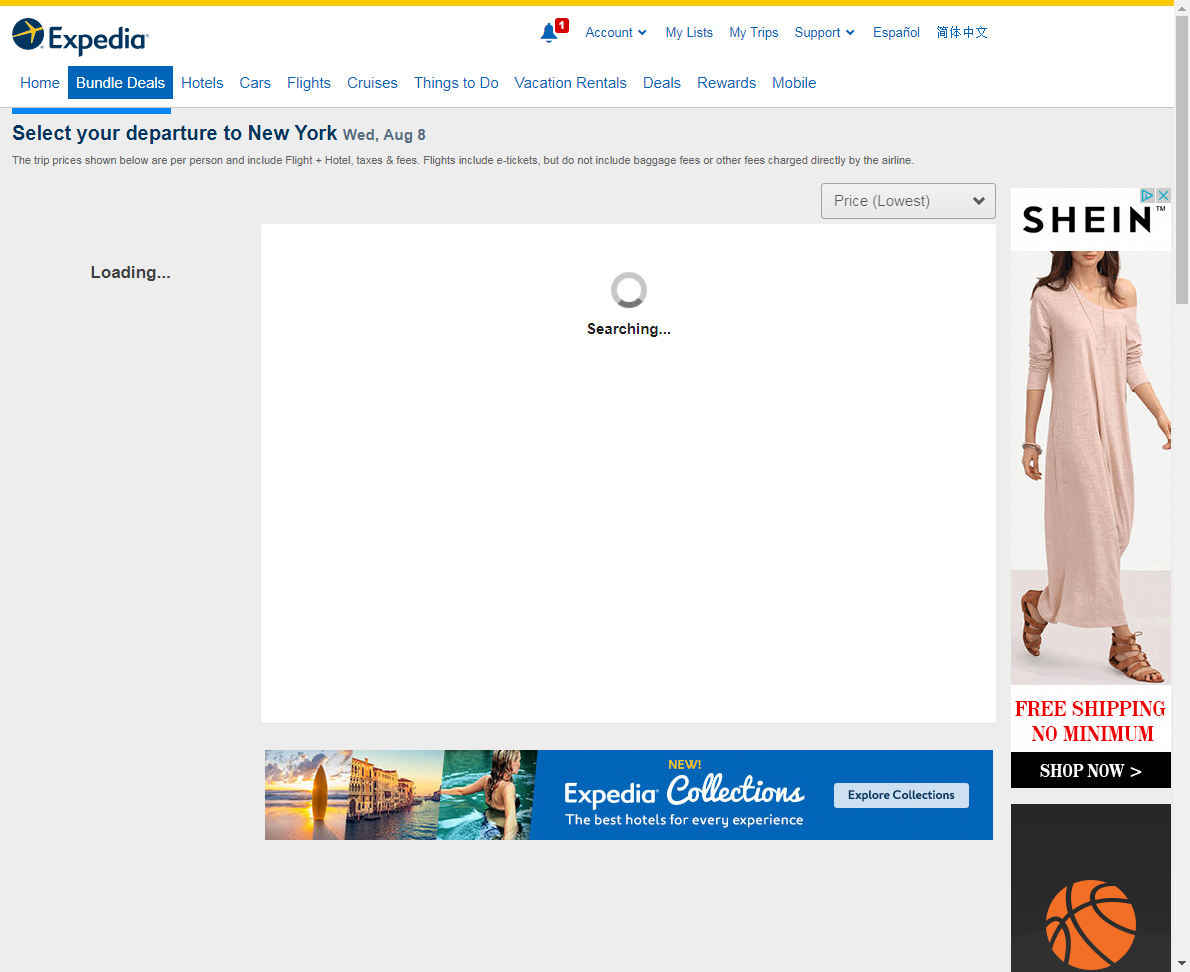 Expedia
1
Account
My Lists
My Trips
Support
Español
简体中文
Home
Bundle Deals
Hotels
Cars
Flights
Cruises
Things to Do
Vacation Rentals
Deals
Rewards
Mobile
Select your departure to New York Wed, Aug 8
The trip prices shown below are per person and include Flight + Hotel, taxes & fees. Flights include e-tickets, but do not include baggage fees or other fees charged directly by the airline.
Price (Lowest)
Loading...
Searching...
SHEIN™
FREE SHIPPING
NO MINIMUM
SHOP NOW >
NEW!
Expedia Collections
The best hotels for every experience
Explore Collections